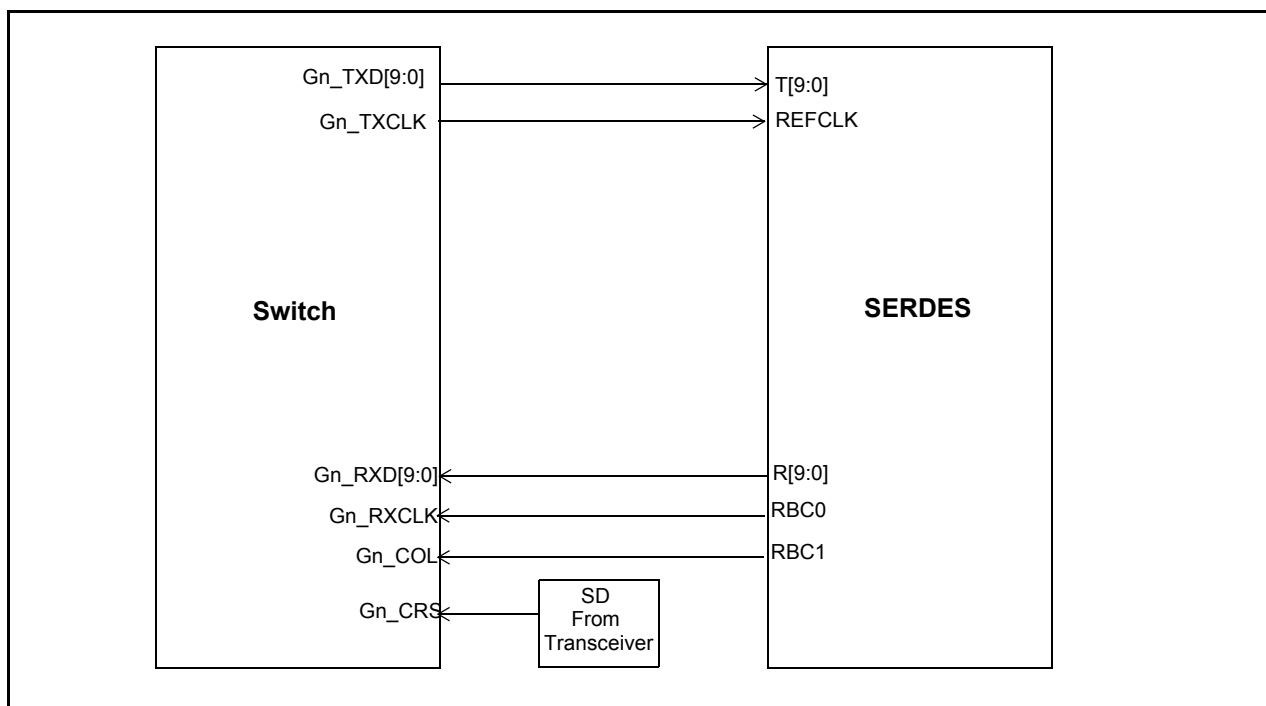 Gn_TXD[9:0]
T[9:0]
Gn_TXCLK
REFCLK
Switch
SERDES
Gn_RXD[9:0]
R[9:0]
Gn_RXCLK
RBC0
Gn_COL
RBC1
Gn_CRS
SD
From
Transceiver